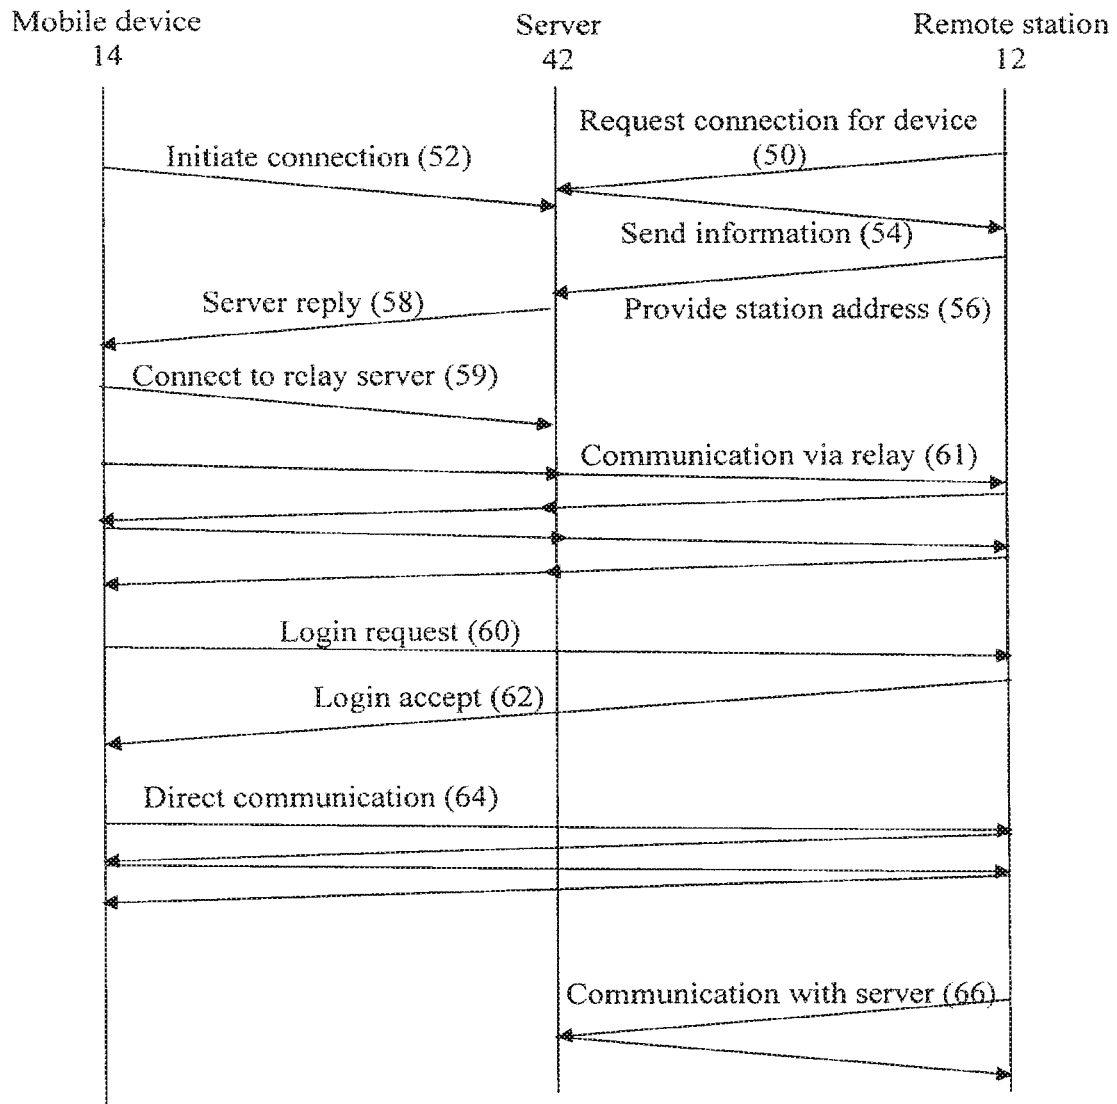 Mobile device
14
Server
42
Remote station
12
Request connection for device
(50)
Initiate connection (52)
Send information (54)
Server reply (58)
Provide station address (56)
Connect to relay server (59)
Communication via relay (61)
Login request (60)
Login accept (62)
Direct communication (64)
Communication with server (66)